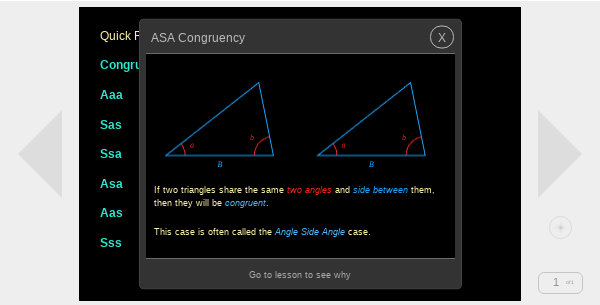 Quick
ASA Congruency
X
Congru
Aaa
Sas
Ssa
Asa
Aas
Sss
a
b
B
a
b
B
If two triangles share the same two angles and side between them,
then they will be congruent.
This case is often called the Angle Side Angle case.
Go to lesson to see why
1 of 1